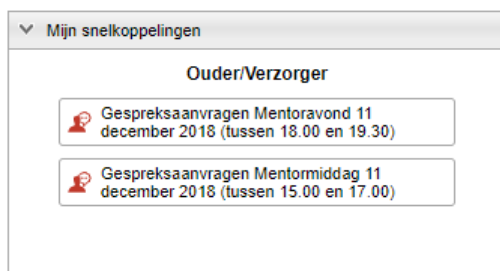 Mijn snelkoppelingen
Ouder/Verzorger
Gespreksaanvragen Mentoravond 11
december 2018 (tussen 18.00 en 19.30)
Gespreksaanvragen Mentormiddag 11
december 2018 (tussen 15.00 en 17.00)